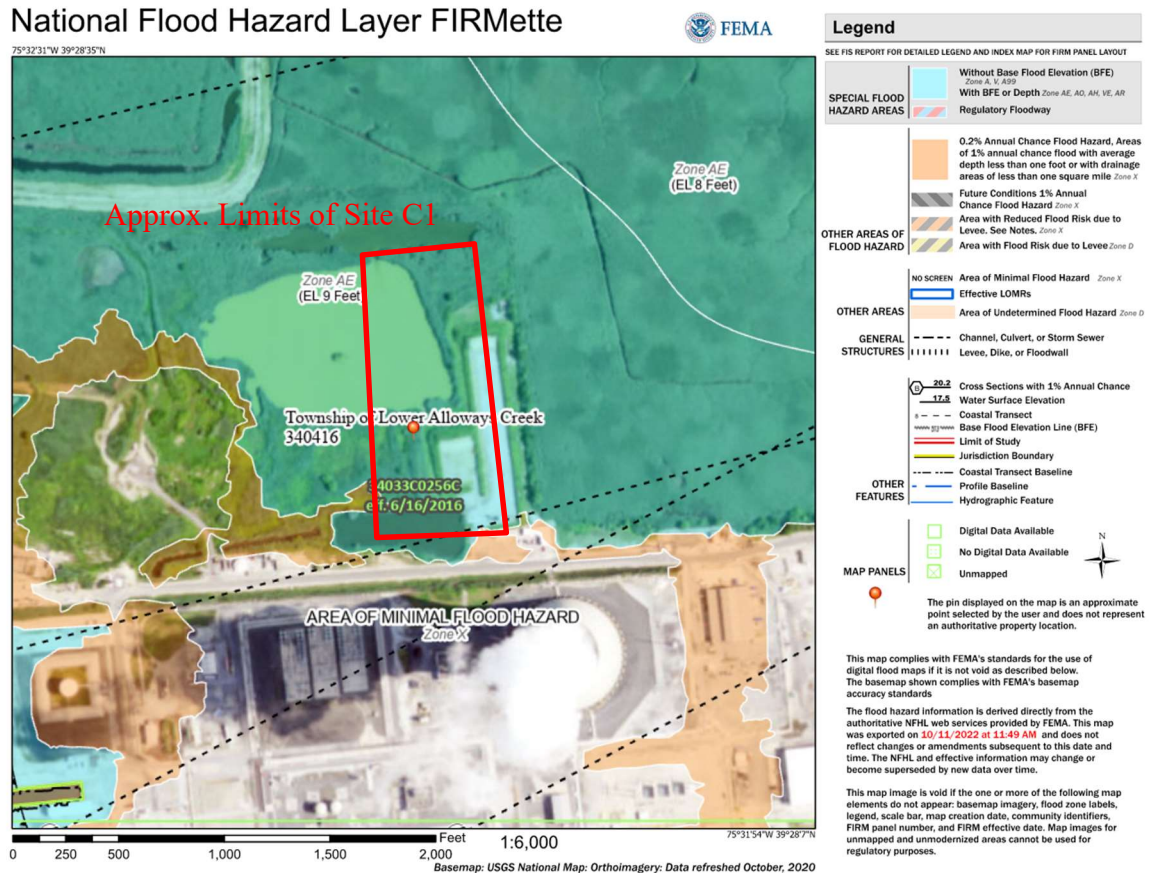 National Flood Hazard Layer FIRMette
FEMA
75°32'31"W 39°28'35"N
Zone AE
(EL 8 Feet)
Approx. Limits of Site C1
Zone AE
(EL 9 Feet
Township of Lower Alloways Creek
340416
34033C0256C
eff. 6/16/2016
AREA OF MINIMAL FLOOD HAZARD
Zone X
75°31'54"W 39°28'7"N
0 250 500 1,000 1,500 2,000
Feet
1:6,000
Basemap: USGS National Map: Orthoimagery: Data refreshed October, 2020
Legend
SEE FIS REPORT FOR DETAILED LEGEND AND INDEX MAP FOR FIRM PANEL LAYOUT
SPECIAL FLOOD
HAZARD AREAS
Without Base Flood Elevation (BFE)
Zone A, V, A99
With BFE or Depth Zone AE, AO, AH, VE, AR
Regulatory Floodway
OTHER AREAS OF
FLOOD HAZARD
0.2% Annual Chance Flood Hazard, Areas
of 1% annual chance flood with average
depth less than one foot or with drainage
areas of less than one square mile Zone X
Future Conditions 1% Annual
Chance Flood Hazard Zone X
Area with Reduced Flood Risk due to
Levee. See Notes. Zone X
Area with Flood Risk due to Levee Zone D
OTHER AREAS
NO SCREEN Area of Minimal Flood Hazard Zone X
Effective LOMRs
Area of Undetermined Flood Hazard Zone D
GENERAL
STRUCTURES
Channel, Culvert, or Storm Sewer
Levee, Dike, or Floodwall
OTHER
FEATURES
B 20.2 Cross Sections with 1% Annual Chance
17.5 Water Surface Elevation
8 Coastal Transect
513 Base Flood Elevation Line (BFE)
Limit of Study
Jurisdiction Boundary
Coastal Transect Baseline
Profile Baseline
Hydrographic Feature
MAP PANELS
Digital Data Available
No Digital Data Available
Unmapped
N
The pin displayed on the map is an approximate
point selected by the user and does not represent
an authoritative property location.
This map complies with FEMA's standards for the use of
digital flood maps if it is not void as described below.
The basemap shown complies with FEMA's basemap
accuracy standards
The flood hazard information is derived directly from the
authoritative NFHL web services provided by FEMA. This map
was exported on 10/11/2022 at 11:49 AM and does not
reflect changes or amendments subsequent to this date and
time. The NFHL and effective information may change or
become superseded by new data over time.
This map image is void if the one or more of the following map
elements do not appear: basemap imagery, flood zone labels,
legend, scale bar, map creation date, community identifiers,
FIRM panel number, and FIRM effective date. Map images for
unmapped and unmodernized areas cannot be used for
regulatory purposes.